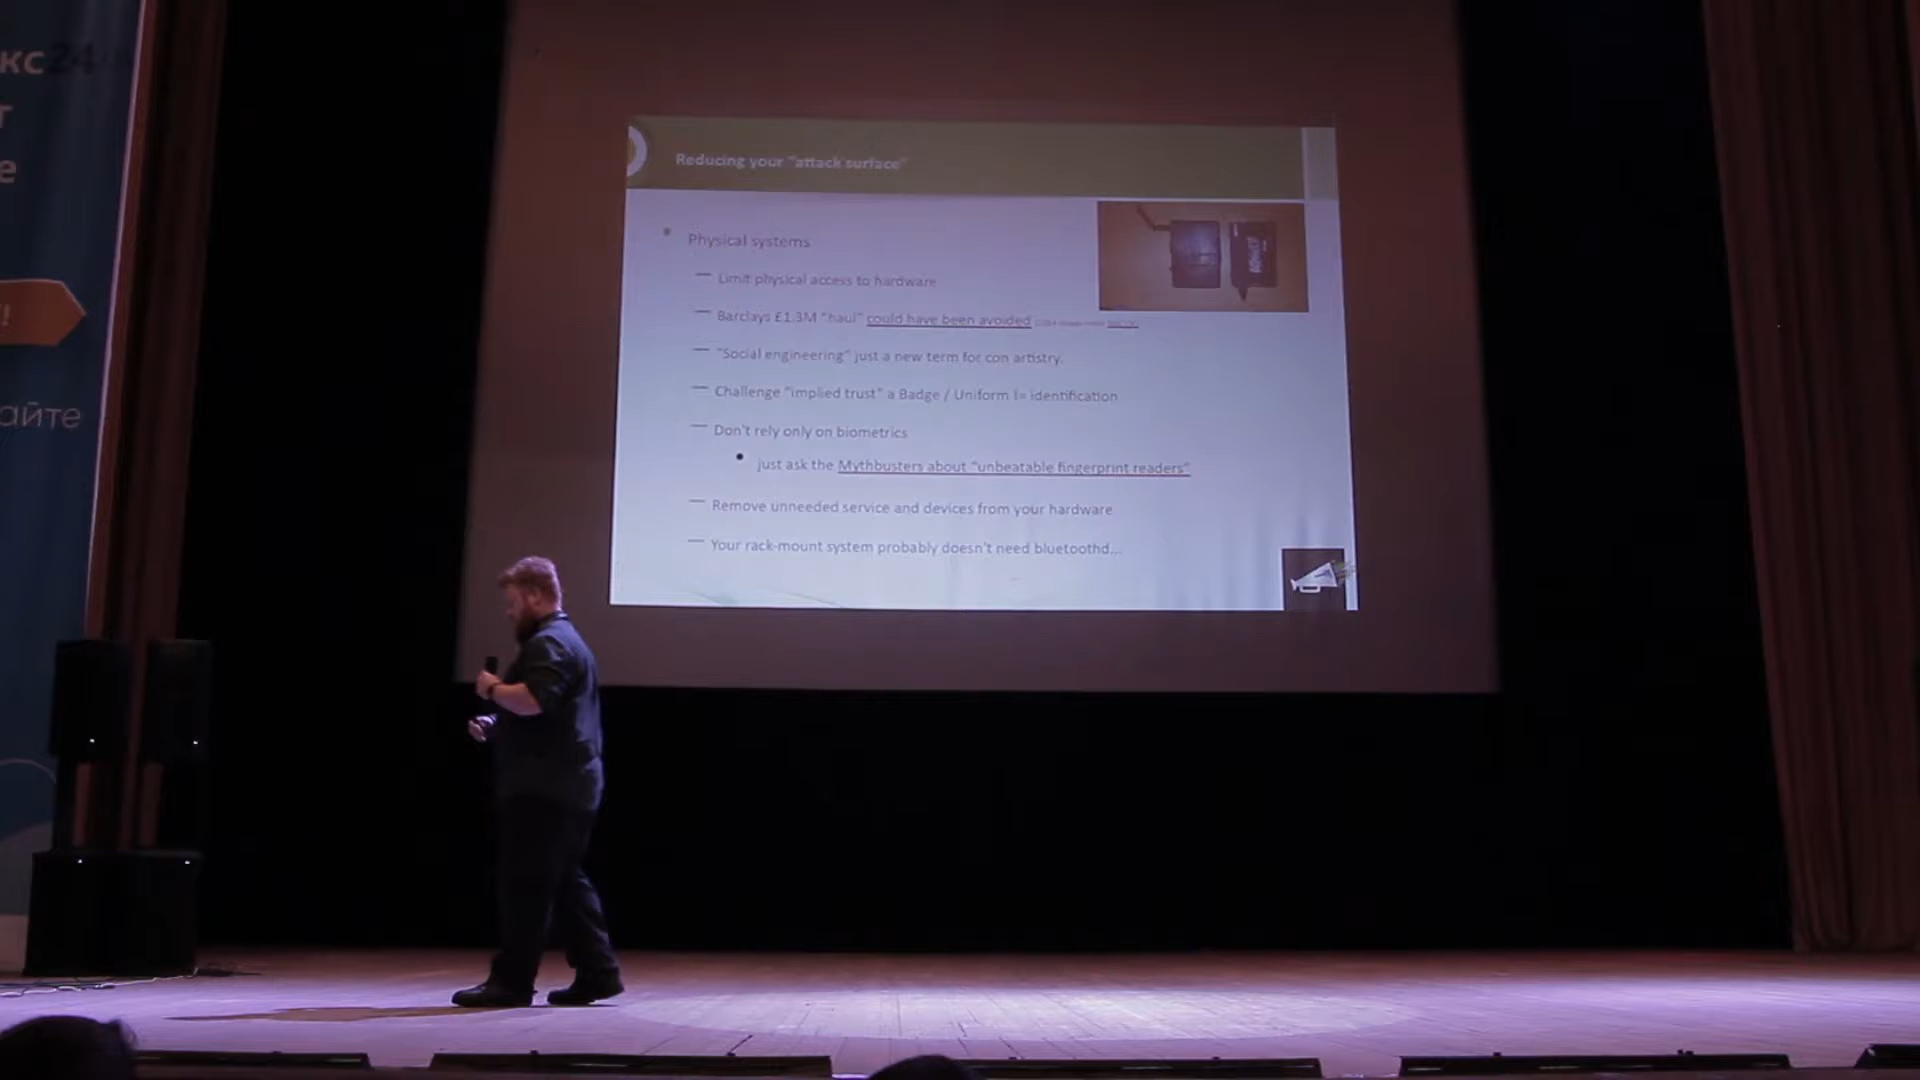 кс24
т
е
!
айте
Reducing your "attack surface"
• Physical systems
— Limit physical access to hardware
— Barclays £1.3M "haul" could have been avoided
— "Social engineering" just a new term for con artistry.
— Challenge "implied trust" a Badge / Uniform != identification
— Don't rely only on biometrics
• just ask the Mythbusters about "unbeatable fingerprint readers"
— Remove unneeded service and devices from your hardware
— Your rack-mount system probably doesn't need bluetoothd...